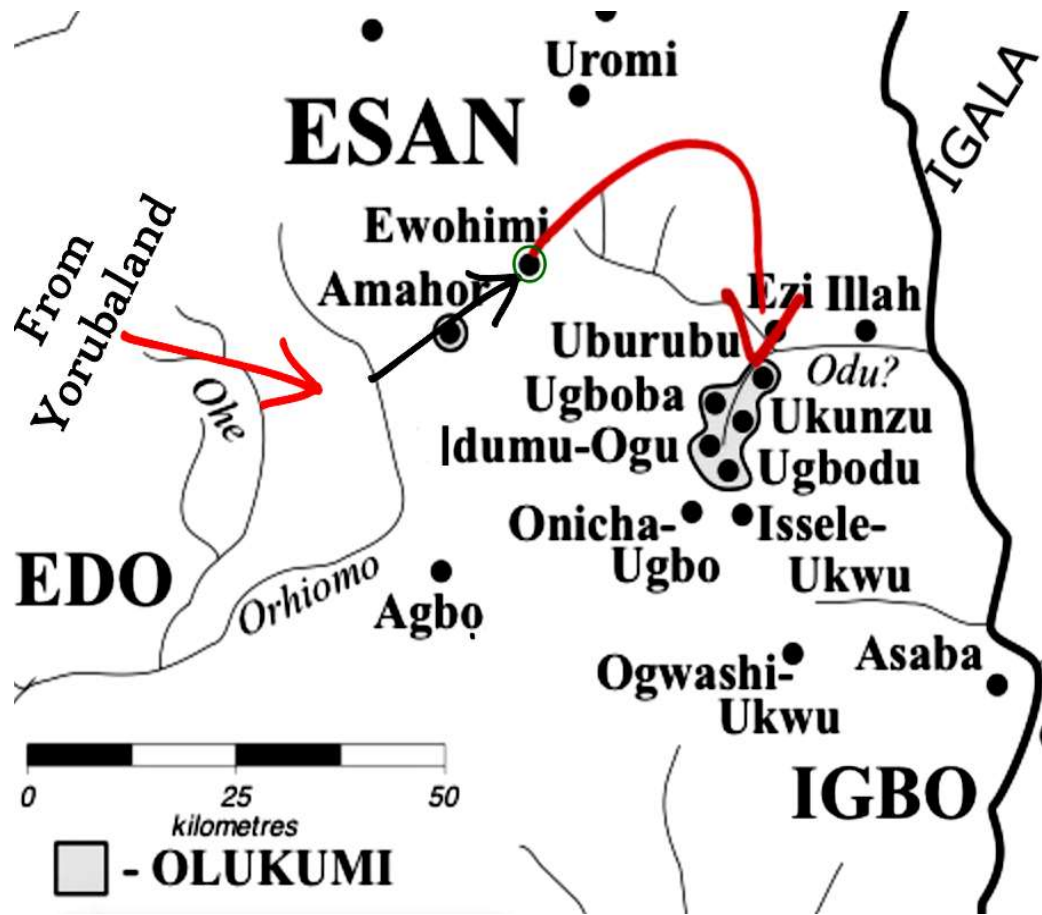 Uromi
ESAN
IGALA
Ewohimi
From
Yorubaland
Amahor
Ezi Illah
Uburubu
Odu?
Ohe
Ugboba
Ukunzu
Idumu-Ogu
Ugbodu
Onicha-
Ugbo
Issele-
Ukwu
EDO
Orhiomo
Agbọ
Asaba
Ogwashi-
Ukwu
IGBO
0 25 50
kilometres
- OLUKUMI